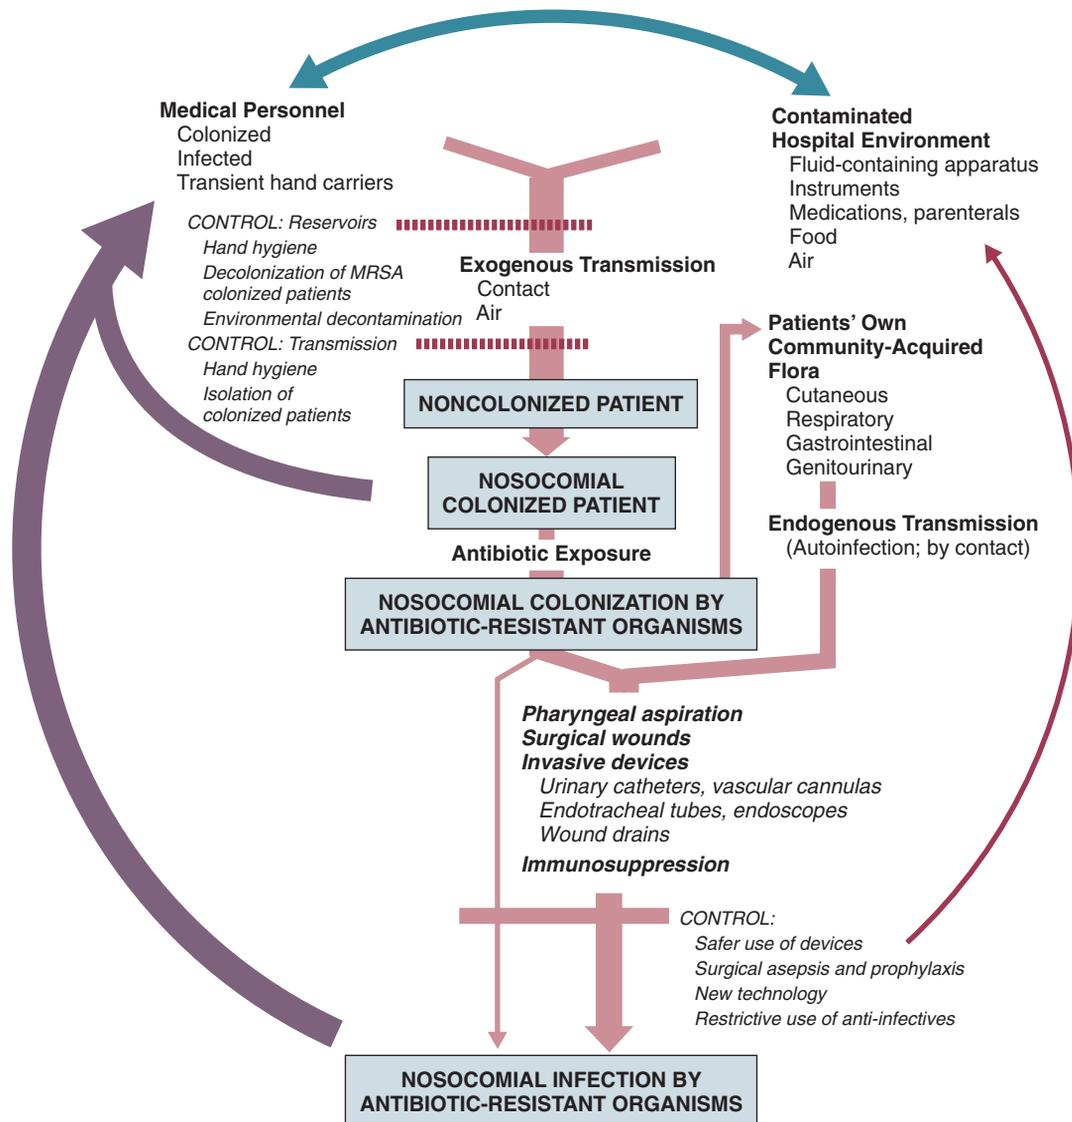 Medical Personnel
Colonized
Infected
Transient hand carriers
Contaminated
Hospital Environment
Fluid-containing apparatus
Instruments
Medications, parenterals
Food
Air
CONTROL: Reservoirs
Hand hygiene
Decolonization of MRSA
colonized patients
Environmental decontamination
CONTROL: Transmission
Hand hygiene
Isolation of
colonized patients
Exogenous Transmission
Contact
Air
Patients’ Own
Community-Acquired
Flora
Cutaneous
Respiratory
Gastrointestinal
Genitourinary
NONCOLONIZED PATIENT
NOSOCOMIAL
COLONIZED PATIENT
Endogenous Transmission
(Autoinfection; by contact)
Antibiotic Exposure
NOSOCOMIAL COLONIZATION BY
ANTIBIOTIC-RESISTANT ORGANISMS
Pharyngeal aspiration
Surgical wounds
Invasive devices
Urinary catheters, vascular cannulas
Endotracheal tubes, endoscopes
Wound drains
Immunosuppression
CONTROL:
Safer use of devices
Surgical asepsis and prophylaxis
New technology
Restrictive use of anti-infectives
NOSOCOMIAL INFECTION BY
ANTIBIOTIC-RESISTANT ORGANISMS